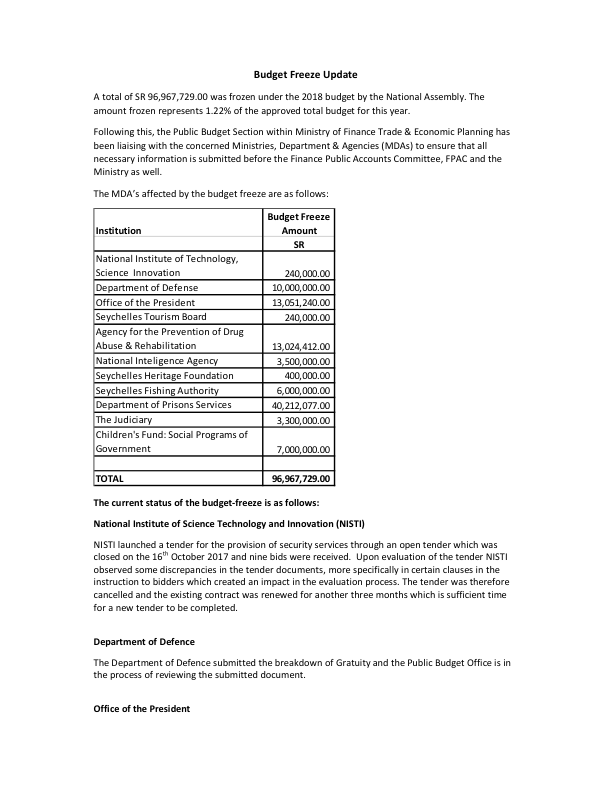 Budget Freeze Update
A total of SR 96,967,729.00 was frozen under the 2018 budget by the National Assembly. The
amount frozen represents 1.22% of the approved total budget for this year.
Following this, the Public Budget Section within Ministry of Finance Trade & Economic Planning has
been liaising with the concerned Ministries, Department & Agencies (MDAs) to ensure that all
necessary information is submitted before the Finance Public Accounts Committee, FPAC and the
Ministry as well.
The MDA's affected by the budget freeze are as follows:
Institution Budget Freeze
Amount
SR
National Institute of Technology,
Science Innovation 240,000.00
Department of Defense 10,000,000.00
Office of the President 13,051,240.00
Seychelles Tourism Board 240,000.00
Agency for the Prevention of Drug
Abuse & Rehabilitation 13,024,412.00
National Inteligence Agency 3,500,000.00
Seychelles Heritage Foundation 400,000.00
Seychelles Fishing Authority 6,000,000.00
Department of Prisons Services 40,212,077.00
The Judiciary 3,300,000.00
Children's Fund: Social Programs of
Government 7,000,000.00
TOTAL 96,967,729.00
The current status of the budget-freeze is as follows:
National Institute of Science Technology and Innovation (NISTI)
NISTI launched a tender for the provision of security services through an open tender which was
closed on the 16th October 2017 and nine bids were received. Upon evaluation of the tender NISTI
observed some discrepancies in the tender documents, more specifically in certain clauses in the
instruction to bidders which created an impact in the evaluation process. The tender was therefore
cancelled and the existing contract was renewed for another three months which is sufficient time
for a new tender to be completed.
Department of Defence
The Department of Defence submitted the breakdown of Gratuity and the Public Budget Office is in
the process of reviewing the submitted document.
Office of the President